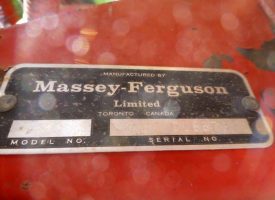 MANUFACTURED BY
Massey-Ferguson
Limited
TORONTO CANADA
MODEL NO. SERIAL NO.